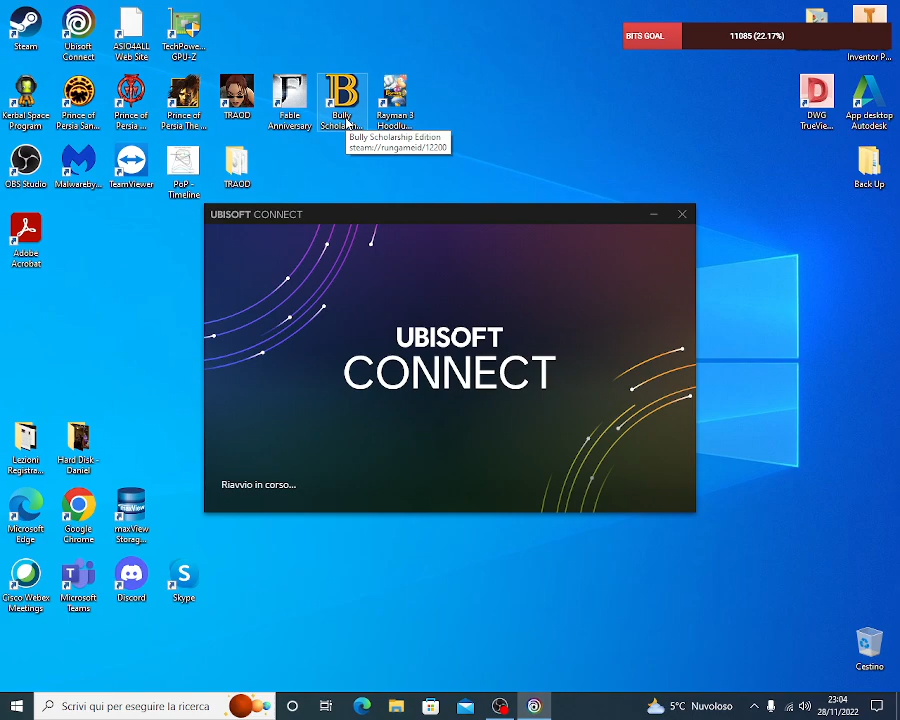 Steam
Ubisoft
Connect
ASIO4ALL
Web Site
TechPowe...
GPU-Z
BITS GOAL
11085 (22.17%)
Inventor P...
Kerbal Space
Program
Prince of
Persia San...
Prince of
Persia ...
Prince of
Persia The ...
TRAOD
Fable
Anniversary
Bully
Scholarsh...
Rayman 3
Hoodlu...
DWG
TrueVie...
App desktop
Autodesk
Bully Scholarship Edition
steam://rungameid/12200
OBS Studio
Malwareby...
TeamViewer
PoP -
Timeline
TRAOD
Back Up
Adobe
Acrobat
UBISOFT CONNECT
UBISOFT
CONNECT
Riavvio in corso...
Lezioni
Registra...
Hard Disk -
Daniel
Microsoft
Edge
Google
Chrome
maxView
maxView
Storag...
Cisco Webex
Meetings
Microsoft
Teams
Discord
Skype
Cestino
Scrivi qui per eseguire la ricerca
5°C Nuvoloso
23:04
28/11/2022